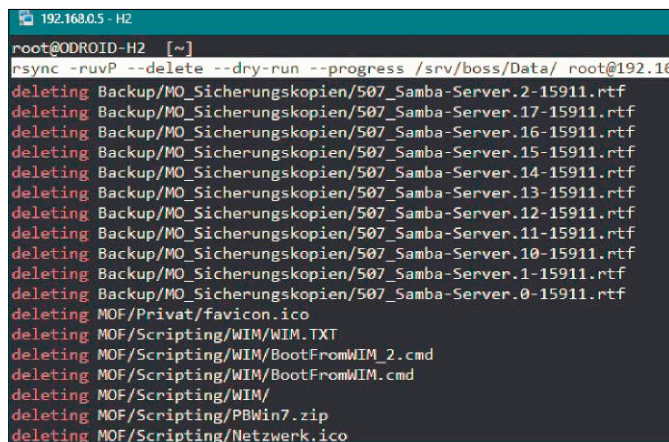 192.168.0.5 - H2
root@ODROID-H2 [~]
rsync -ruvP --delete --dry-run --progress /srv/boss/Data/ root@192.16
deleting Backup/MO_Sicherungskopien/507_Samba-Server.2-15911.rtf
deleting Backup/MO_Sicherungskopien/507_Samba-Server.17-15911.rtf
deleting Backup/MO_Sicherungskopien/507_Samba-Server.16-15911.rtf
deleting Backup/MO_Sicherungskopien/507_Samba-Server.15-15911.rtf
deleting Backup/MO_Sicherungskopien/507_Samba-Server.14-15911.rtf
deleting Backup/MO_Sicherungskopien/507_Samba-Server.13-15911.rtf
deleting Backup/MO_Sicherungskopien/507_Samba-Server.12-15911.rtf
deleting Backup/MO_Sicherungskopien/507_Samba-Server.11-15911.rtf
deleting Backup/MO_Sicherungskopien/507_Samba-Server.10-15911.rtf
deleting Backup/MO_Sicherungskopien/507_Samba-Server.1-15911.rtf
deleting Backup/MO_Sicherungskopien/507_Samba-Server.0-15911.rtf
deleting MOF/Privat/favicon.ico
deleting MOF/Scripting/WIM/WIM.TXT
deleting MOF/Scripting/WIM/BootFromWIM_2.cmd
deleting MOF/Scripting/WIM/BootFromWIM.cmd
deleting MOF/Scripting/WIM/
deleting MOF/Scripting/PBWin7.zip
deleting MOF/Scripting/Netzwerk.ico